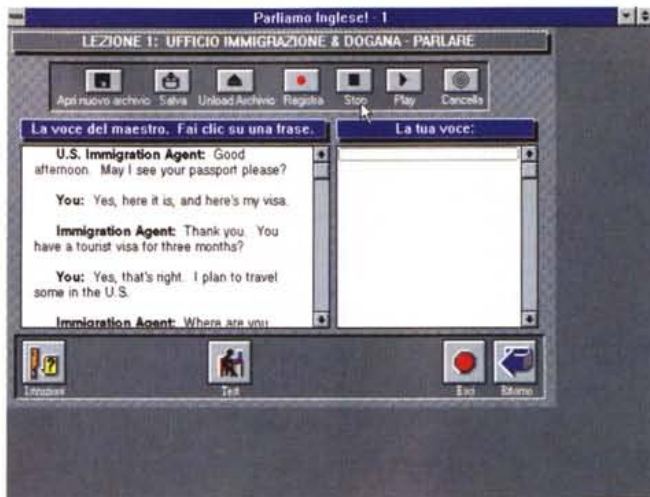 Parliamo Inglese! - 1
LEZIONE 1: UFFICIO IMMIGRAZIONE & DOGANA - PARLARE
Apri nuovo archivio Salva Unload Archivio Registra Stop Play Cancella
La voce del maestro. Fai clic su una frase.
La tua voce:
U.S. Immigration Agent: Good
afternoon. May I see your passport please?
You: Yes, here it is, and here's my visa.
Immigration Agent: Thank you. You
have a tourist visa for three months?
You: Yes, that's right. I plan to travel
some in the U.S.
Immigration Agent: Where are you
Istruzioni Test Esci Ritorno